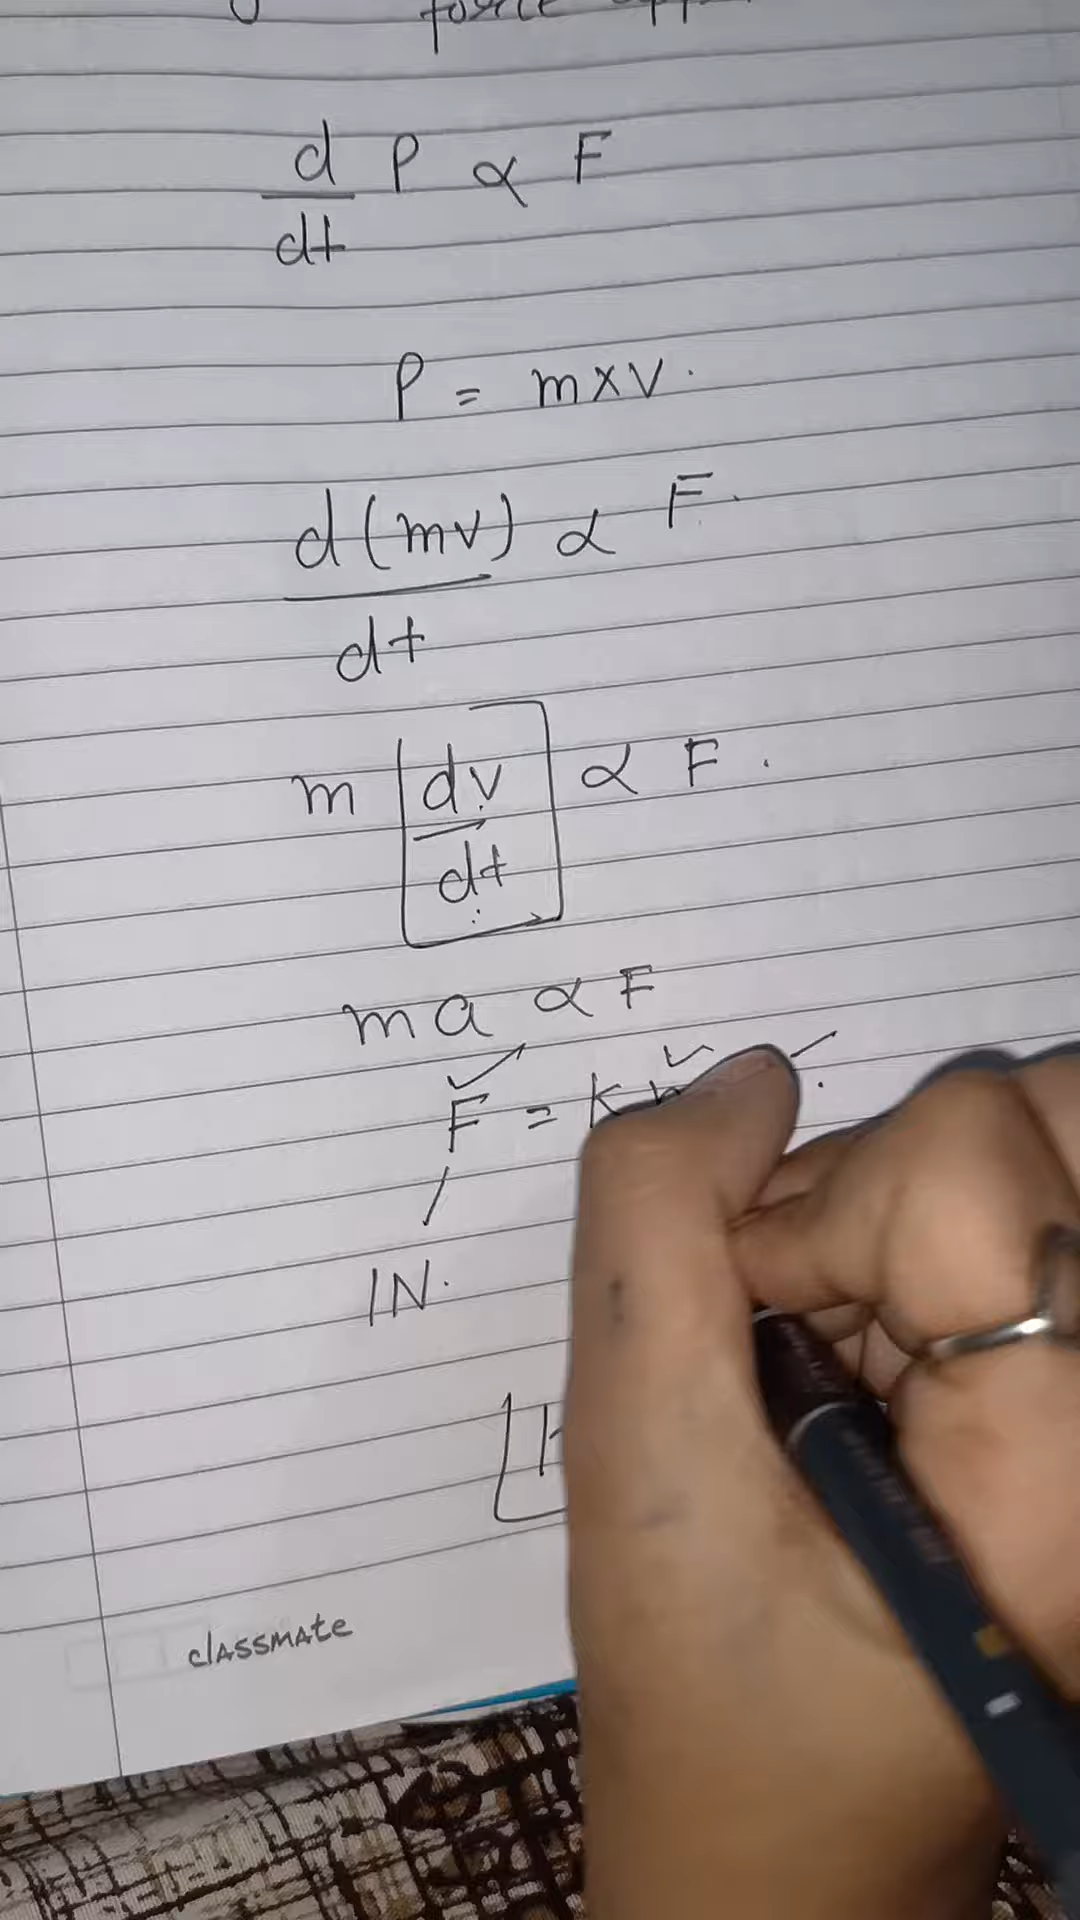 d P ∝ F
dt
P = m x v.
d(mv) ∝ F.
dt
m dv ∝ F.
dt
ma ∝ F
F = K
1N.
classmate